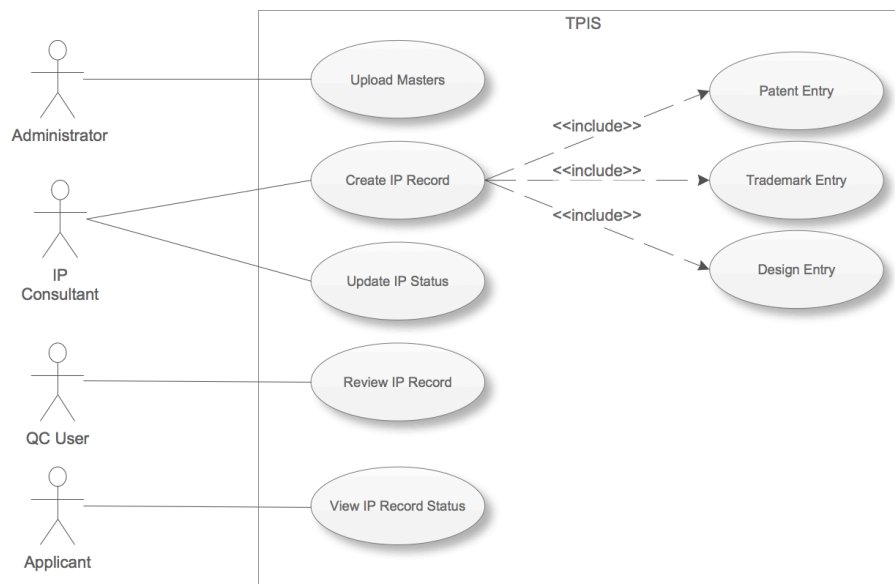 TPIS
Administrator
Upload Masters
Patent Entry
<<include>>
IP
Consultant
Create IP Record
<<include>>
Trademark Entry
<<include>>
Update IP Status
Design Entry
QC User
Review IP Record
Applicant
View IP Record Status